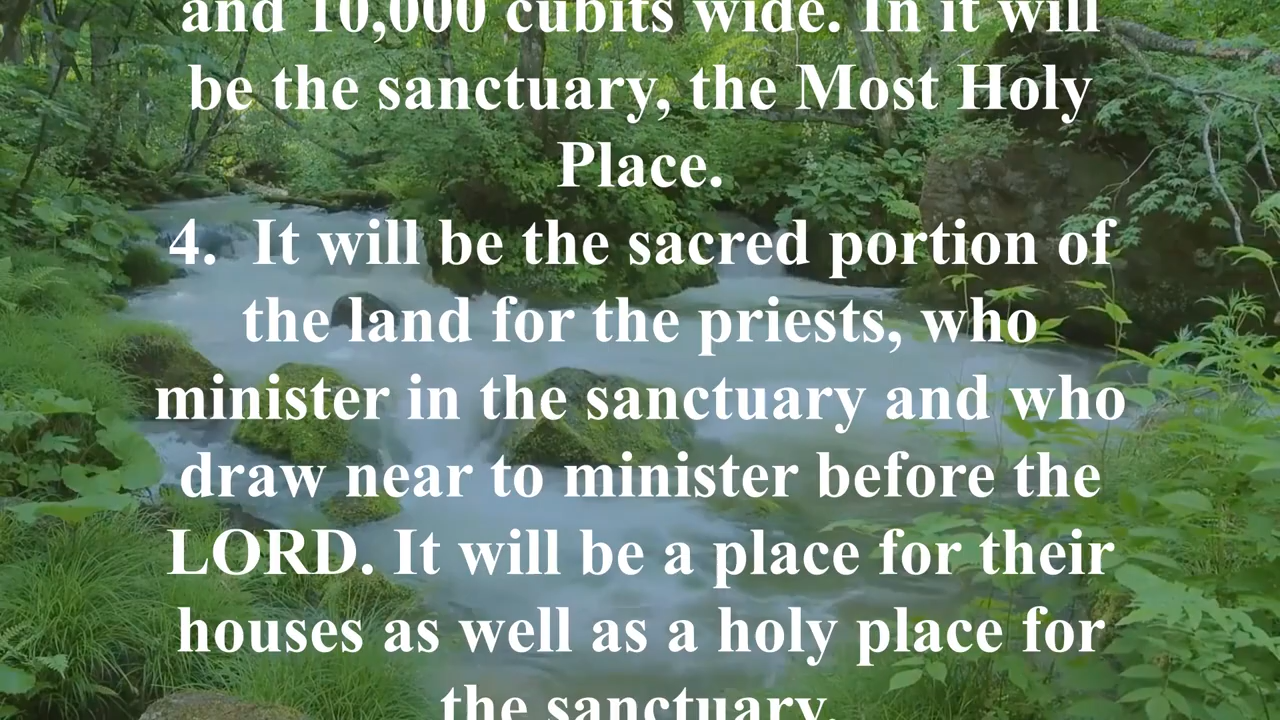 and 10,000 cubits wide. In it will
be the sanctuary, the Most Holy
Place.
4. It will be the sacred portion of
the land for the priests, who
minister in the sanctuary and who
draw near to minister before the
LORD. It will be a place for their
houses as well as a holy place for
the sanctuary.